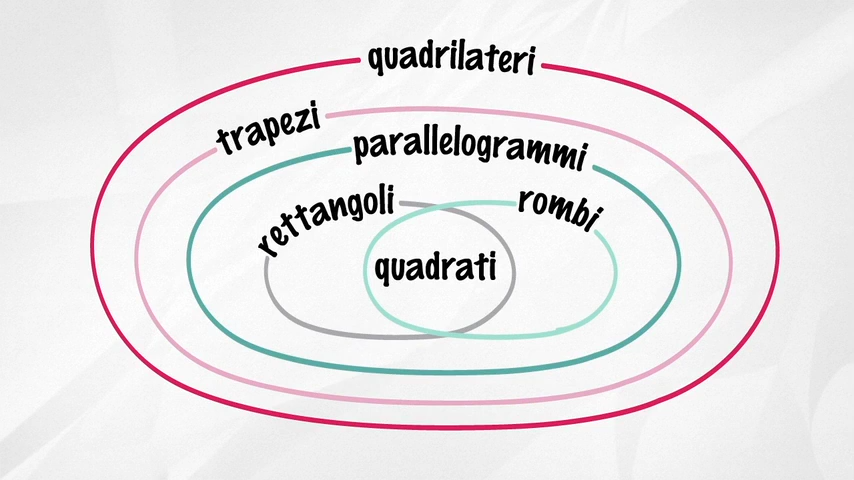 quadrilateri
trapezi
parallelogrammi
rettangoli
rombi
quadrati